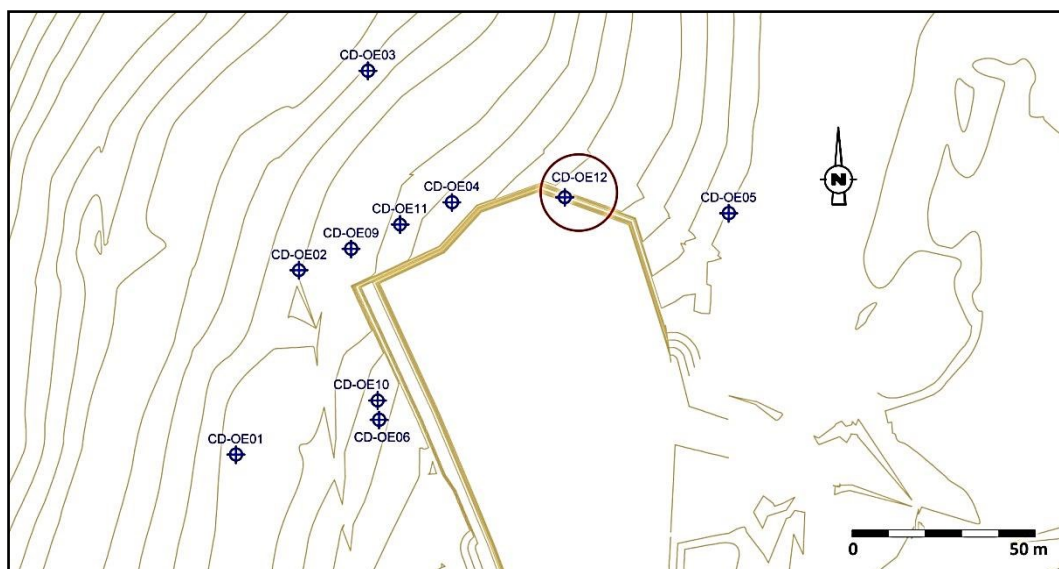 CD-OE03
CD-OE12
CD-OE04
CD-OE05
CD-OE11
CD-OE09
CD-OE02
N
CD-OE10
CD-OE06
CD-OE01
0 50 m